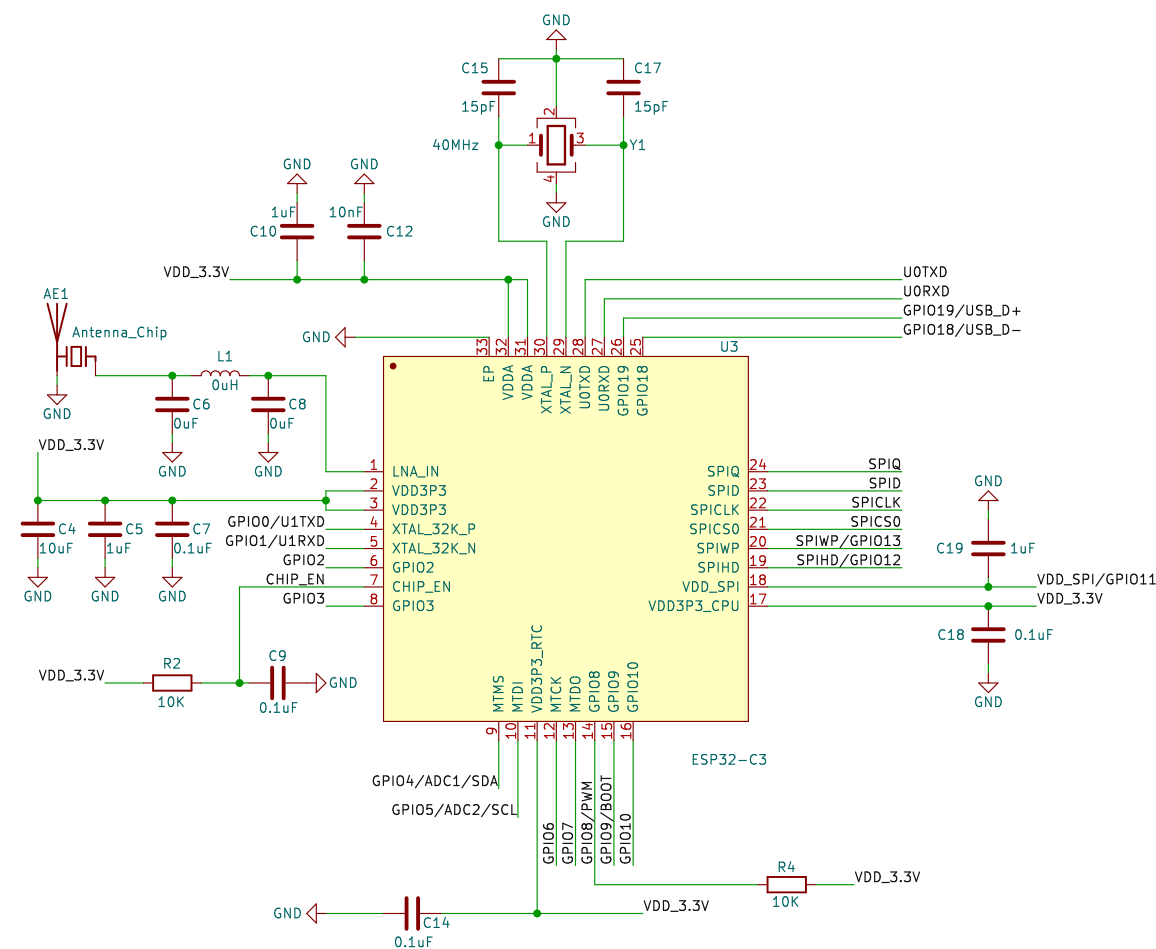 GND
C15
C17
15pF
15pF
2
40MHz
1
3
Y1
4
GND
GND
GND
1uF
10nF
C10
C12
VDD_3.3V
U0TXD
U0RXD
GPIO19/USB_D+
GPIO18/USB_D-
AE1
Antenna_Chip
GND
33
32
31
30
29
28
27
26
25
U3
EP
VDDA
VDDA
XTAL_P
XTAL_N
U0TXD
U0RXD
GPIO19
GPIO18
L1
0uH
C6
0uF
C8
0uF
GND
GND
GND
VDD_3.3V
1 LNA_IN
2 VDD3P3
3 VDD3P3
4 XTAL_32K_P
5 XTAL_32K_N
6 GPIO2
7 CHIP_EN
8 GPIO3
GPIO0/U1TXD
GPIO1/U1RXD
GPIO2
CHIP_EN
GPIO3
C4
10uF
C5
1uF
C7
0.1uF
GND
GND
GND
SPIQ 24 SPIQ
SPID 23 SPID
SPICLK 22 SPICLK
SPICS0 21 SPICS0
SPIWP 20 SPIWP/GPIO13
SPIHD 19 SPIHD/GPIO12
VDD_SPI 18
VDD3P3_CPU 17
GND
C19
1uF
VDD_SPI/GPIO11
VDD_3.3V
C18
0.1uF
GND
VDD_3.3V
R2
10K
C9
0.1uF
GND
MTMS
MTDI
VDD3P3_RTC
MTCK
MTDO
GPIO8
GPIO9
GPIO10
9
10
11
12
13
14
15
16
ESP32-C3
GPIO4/ADC1/SDA
GPIO5/ADC2/SCL
GPIO6
GPIO7
GPIO8/PWM
GPIO9/BOOT
GPIO10
R4
10K
VDD_3.3V
GND
C14
0.1uF
VDD_3.3V